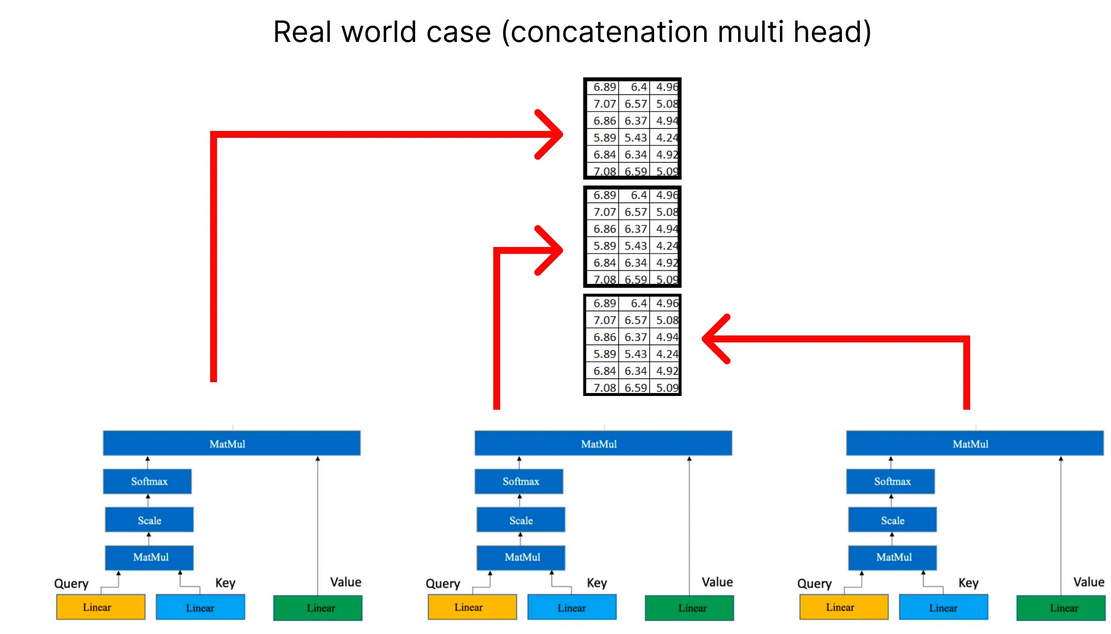 Real world case (concatenation multi head)
6.89 6.4 4.96
7.07 6.57 5.08
6.86 6.37 4.94
5.89 5.43 4.24
6.84 6.34 4.92
7.08 6.59 5.09
6.89 6.4 4.96
7.07 6.57 5.08
6.86 6.37 4.94
5.89 5.43 4.24
6.84 6.34 4.92
7.08 6.59 5.09
6.89 6.4 4.96
7.07 6.57 5.08
6.86 6.37 4.94
5.89 5.43 4.24
6.84 6.34 4.92
7.08 6.59 5.09
MatMul
Softmax
Scale
MatMul
Query Key Value
Linear Linear Linear
MatMul
Softmax
Scale
MatMul
Query Key Value
Linear Linear Linear
MatMul
Softmax
Scale
MatMul
Query Key Value
Linear Linear Linear